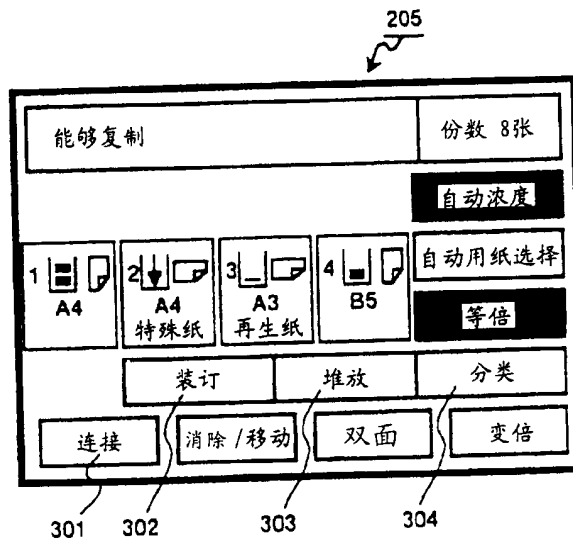 205
能够复制
份数 8张
自动浓度
1
A4
2
A4
特殊纸
3
A3
再生纸
4
B5
自动用纸选择
等倍
装订
堆放
分类
连接
消除/移动
双面
变倍
301
302
303
304